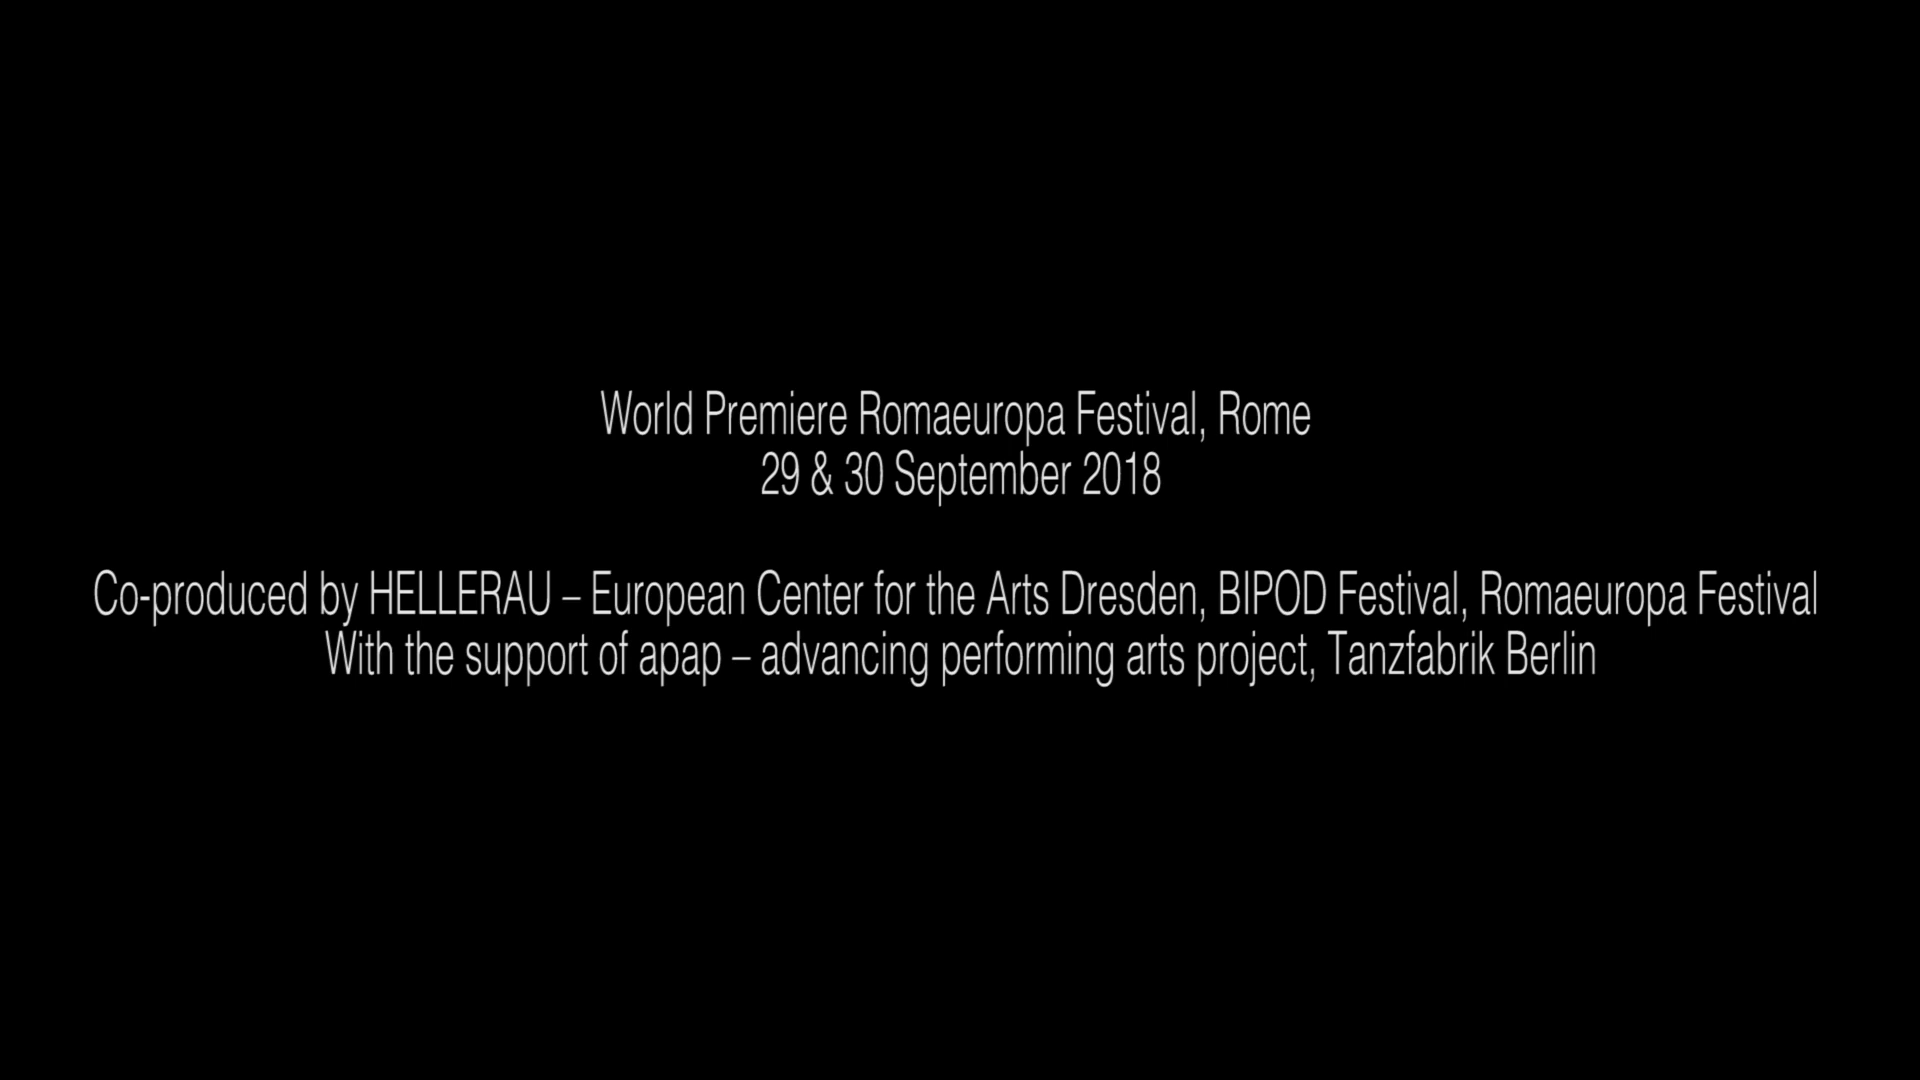 World Premiere Romaeuropa Festival, Rome
29 & 30 September 2018
Co-produced by HELLERAU – European Center for the Arts Dresden, BIPOD Festival, Romaeuropa Festival
With the support of apap – advancing performing arts project, Tanzfabrik Berlin